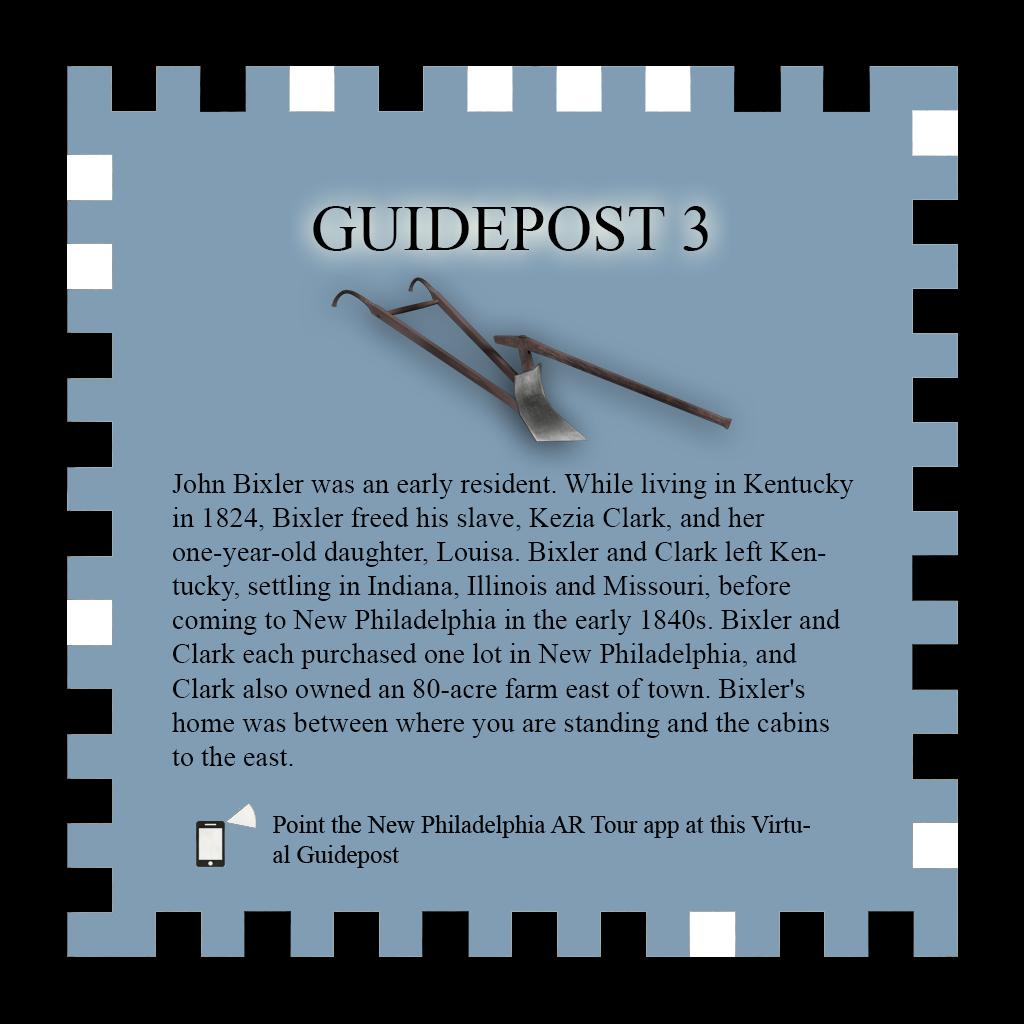 GUIDEPOST 3
John Bixler was an early resident. While living in Kentucky
in 1824, Bixler freed his slave, Kezia Clark, and her
one-year-old daughter, Louisa. Bixler and Clark left Ken-
tucky, settling in Indiana, Illinois and Missouri, before
coming to New Philadelphia in the early 1840s. Bixler and
Clark each purchased one lot in New Philadelphia, and
Clark also owned an 80-acre farm east of town. Bixler's
home was between where you are standing and the cabins
to the east.
Point the New Philadelphia AR Tour app at this Virtu-
al Guidepost